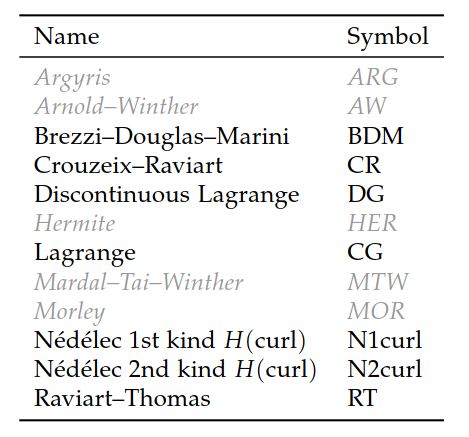 Name Symbol
Argyris ARG
Arnold–Winther AW
Brezzi–Douglas–Marini BDM
Crouzeix–Raviart CR
Discontinuous Lagrange DG
Hermite HER
Lagrange CG
Mardal–Tai–Winther MTW
Morley MOR
Nédélec 1st kind H(curl) N1curl
Nédélec 2nd kind H(curl) N2curl
Raviart–Thomas RT